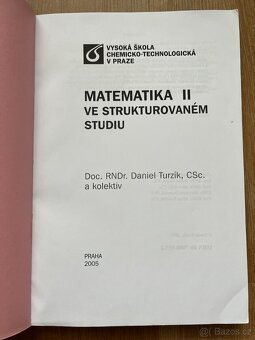 VYSOKÁ ŠKOLA
CHEMICKO-TECHNOLOGICKÁ
V PRAZE
MATEMATIKA II
VE STRUKTUROVANÉM
STUDIU
Doc. RNDr. Daniel Turzík, CSc.
a kolektiv
PRAHA
2005
Bazos.cz